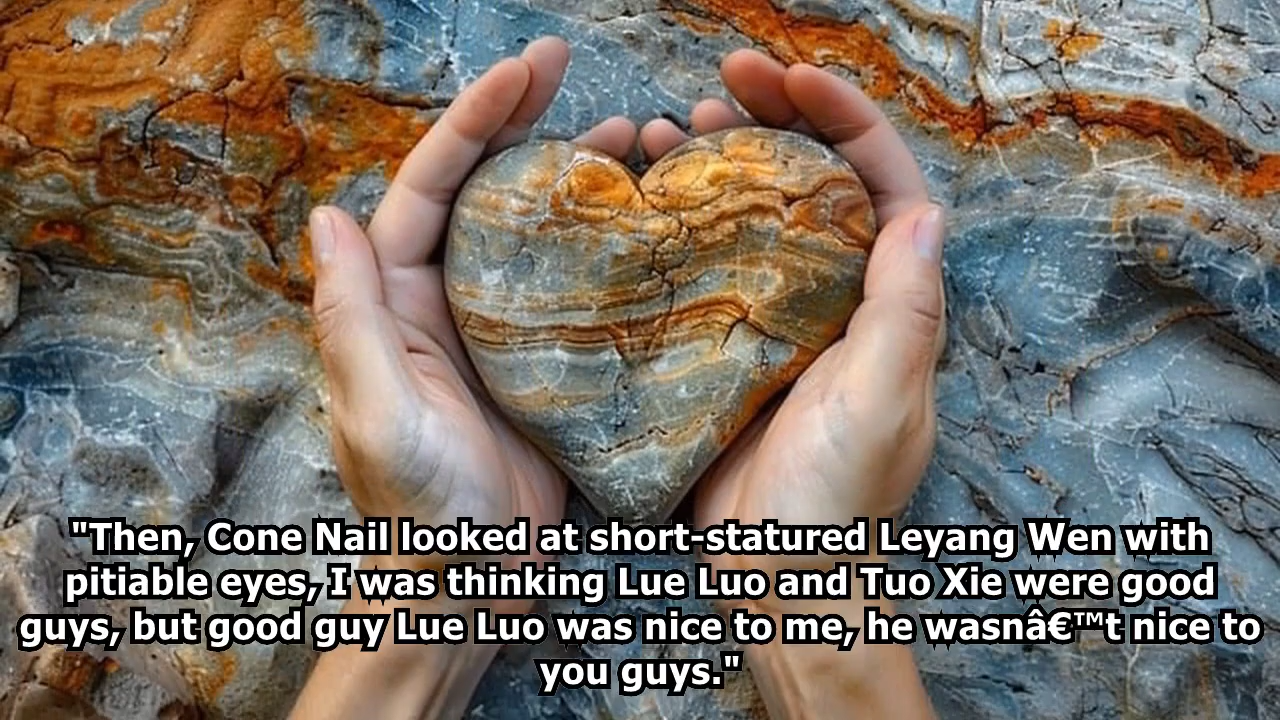 "Then, Cone Nail looked at short-statured Leyang Wen with
pitiable eyes, I was thinking Lue Luo and Tuo Xie were good
guys, but good guy Lue Luo was nice to me, he wasnâ€™t nice to
you guys."